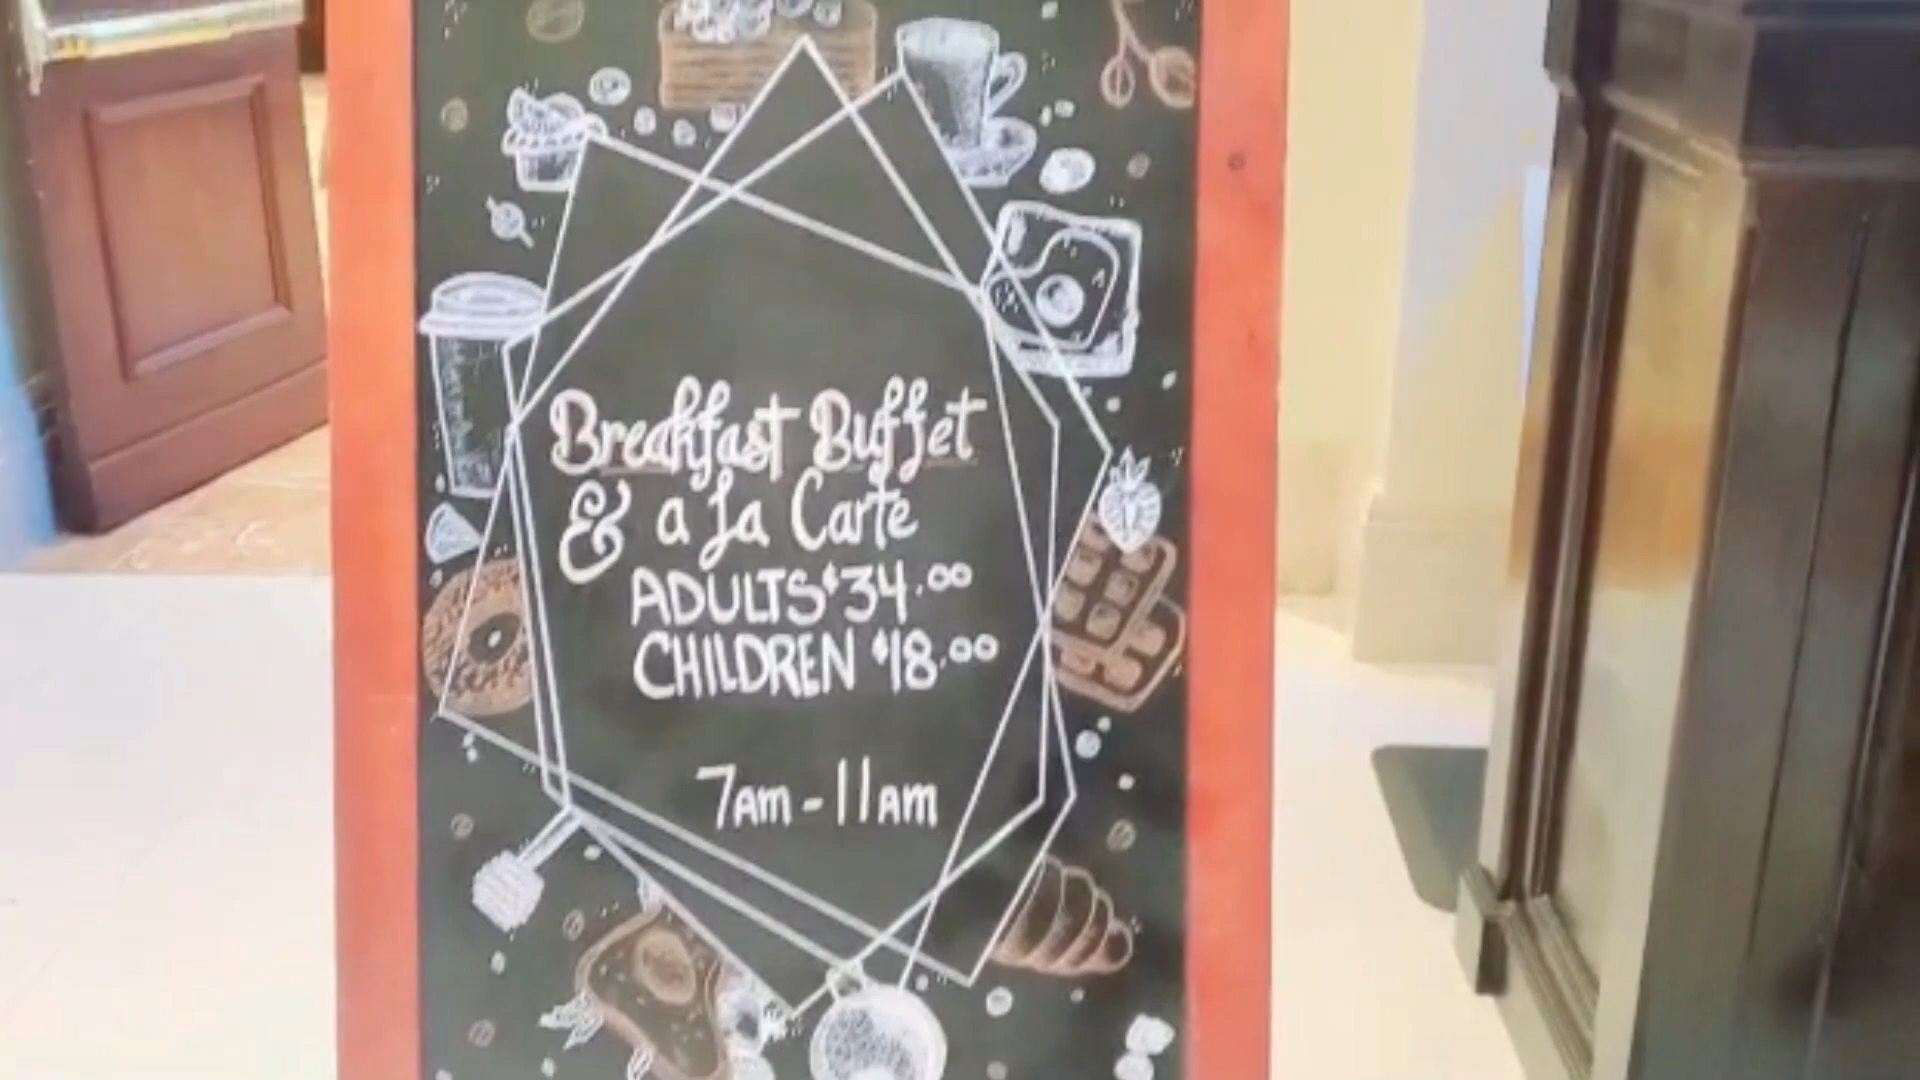 Breakfast Buffet
& a la Carte
ADULTS $34.00
CHILDREN $18.00
7AM - 11AM